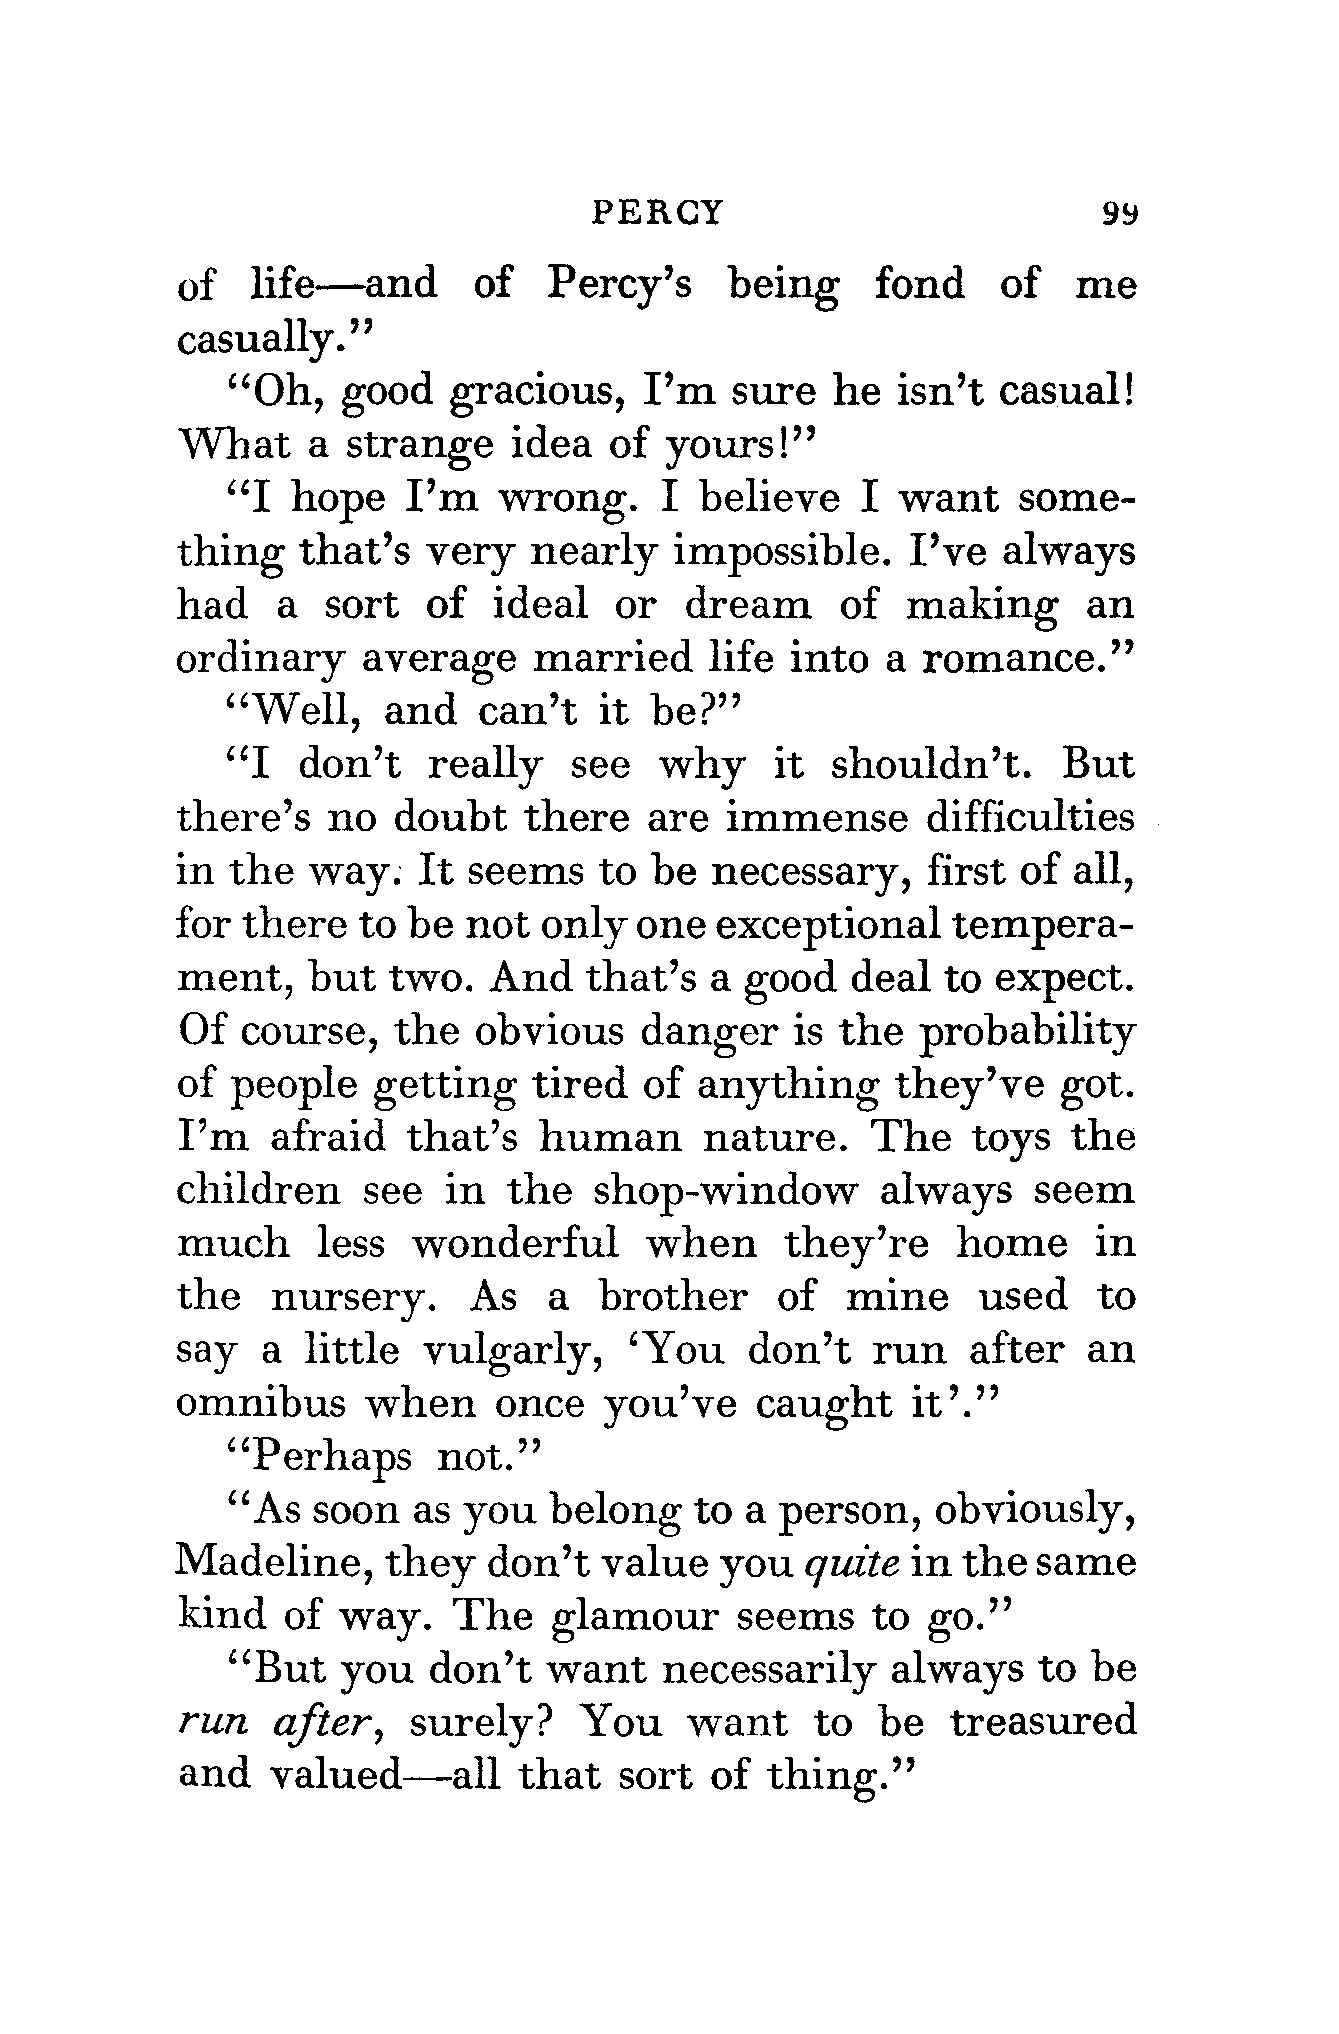 PERCY 99
of life—and of Percy's being fond of me
casually."
"Oh, good gracious, I'm sure he isn't casual!
What a strange idea of yours!"
"I hope I'm wrong. I believe I want some-
thing that's very nearly impossible. I've always
had a sort of ideal or dream of making an
ordinary average married life into a romance."
"Well, and can't it be?"
"I don't really see why it shouldn't. But
there's no doubt there are immense difficulties
in the way. It seems to be necessary, first of all,
for there to be not only one exceptional tempera-
ment, but two. And that's a good deal to expect.
Of course, the obvious danger is the probability
of people getting tired of anything they've got.
I'm afraid that's human nature. The toys the
children see in the shop-window always seem
much less wonderful when they're home in
the nursery. As a brother of mine used to
say a little vulgarly, 'You don't run after an
omnibus when once you've caught it'."
"Perhaps not."
"As soon as you belong to a person, obviously,
Madeline, they don't value you quite in the same
kind of way. The glamour seems to go."
"But you don't want necessarily always to be
run after, surely? You want to be treasured
and valued—all that sort of thing."